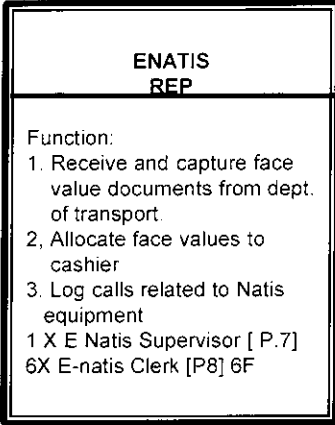 ENATIS
REP
Function:
1. Receive and capture face
value documents from dept.
of transport.
2, Allocate face values to
cashier
3. Log calls related to Natis
equipment
1 X E Natis Supervisor [ P.7]
6X E-natis Clerk [P8] 6F